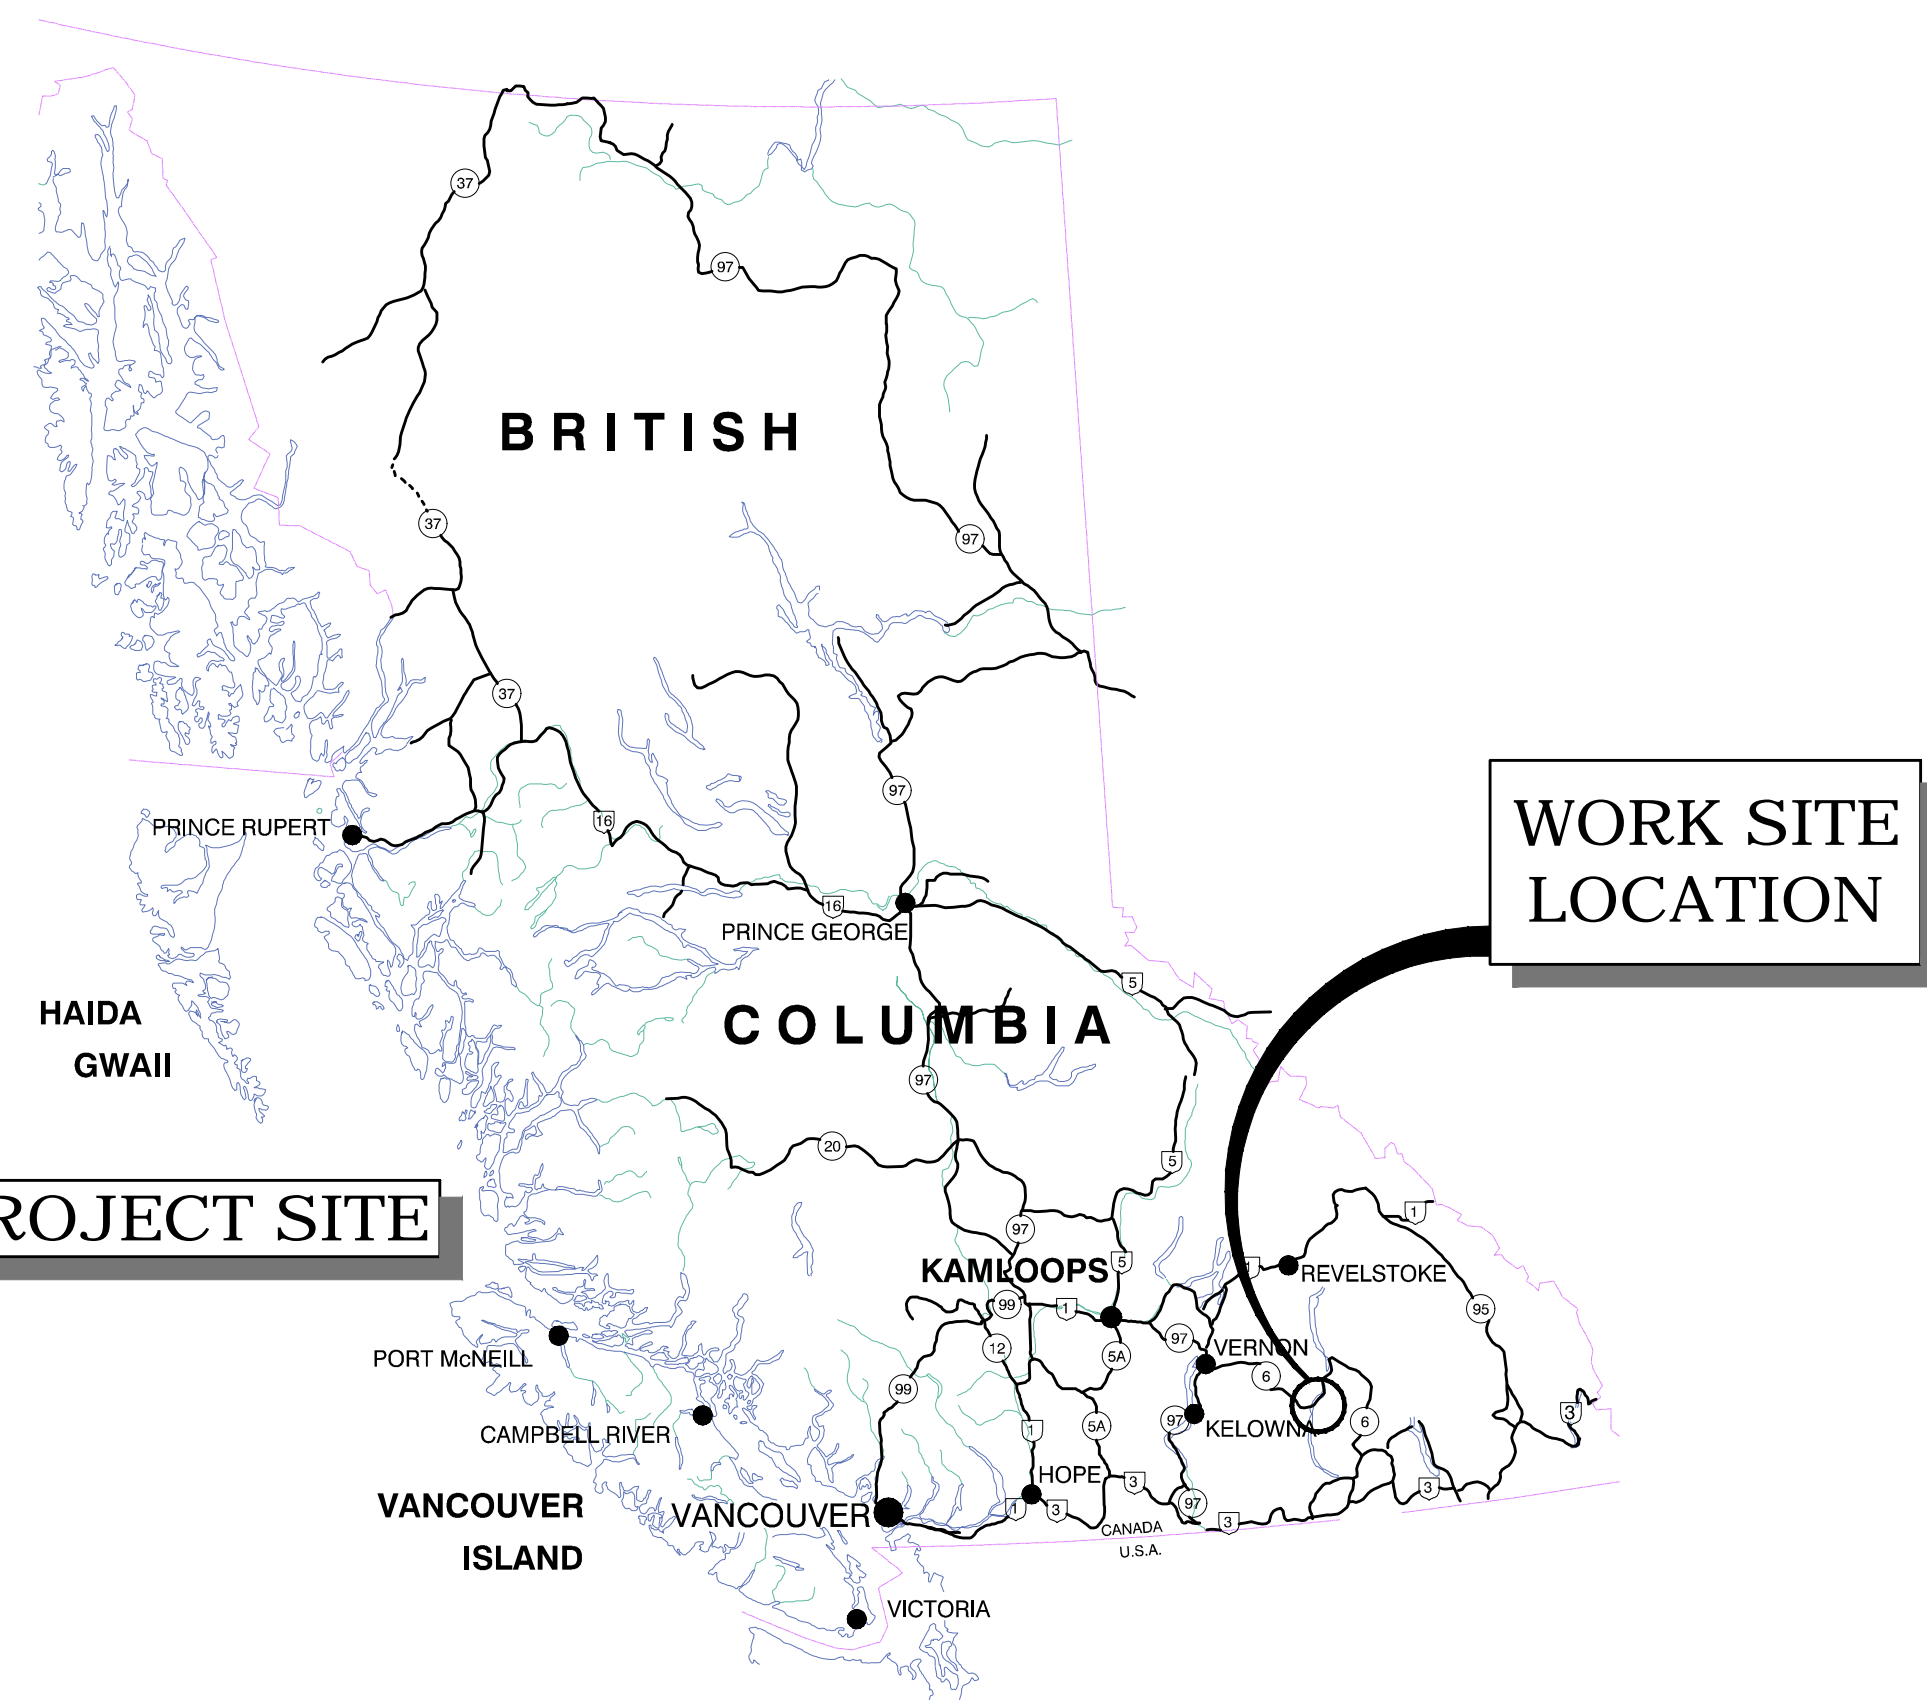 37
97
BRITISH
37
97
37
97
16
PRINCE RUPERT
WORK SITE
LOCATION
16
PRINCE GEORGE
5
HAIDA
GWAII
COLUMBIA
97
20
5
ROJECT SITE
97
1
KAMLOOPS
5
1
REVELSTOKE
99
1
95
12
97
VERNON
5A
PORT McNEILL
6
99
3
CAMPBELL RIVER
1
5A
97
KELOWNA
6
HOPE
3
3
VANCOUVER
ISLAND
VANCOUVER
1
3
97
3
CANADA
U.S.A.
VICTORIA